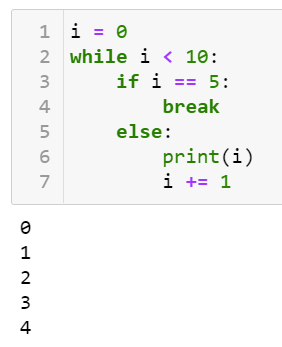 1 i = 0
2 while i < 10:
3     if i == 5:
4         break
5     else:
6         print(i)
7         i += 1
0
1
2
3
4